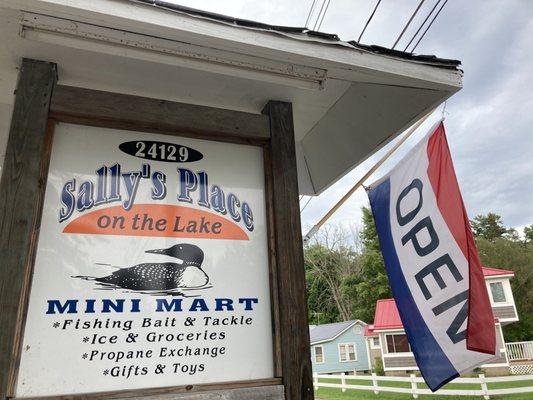 24129
Sally's Place
on the Lake
MINI MART
*Fishing Bait & Tackle
*Ice & Groceries
*Propane Exchange
*Gifts & Toys
OPEN